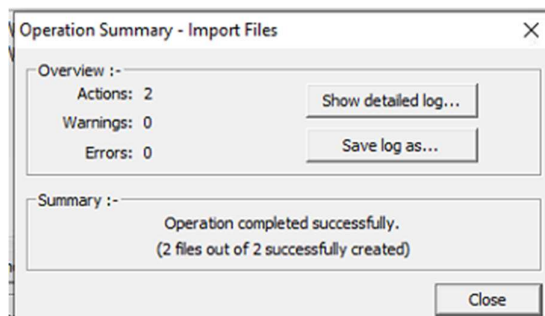 Operation Summary - Import Files
Overview :-
Actions: 2
Show detailed log...
Warnings: 0
Save log as...
Errors: 0
Summary :-
Operation completed successfully.
(2 files out of 2 successfully created)
Close